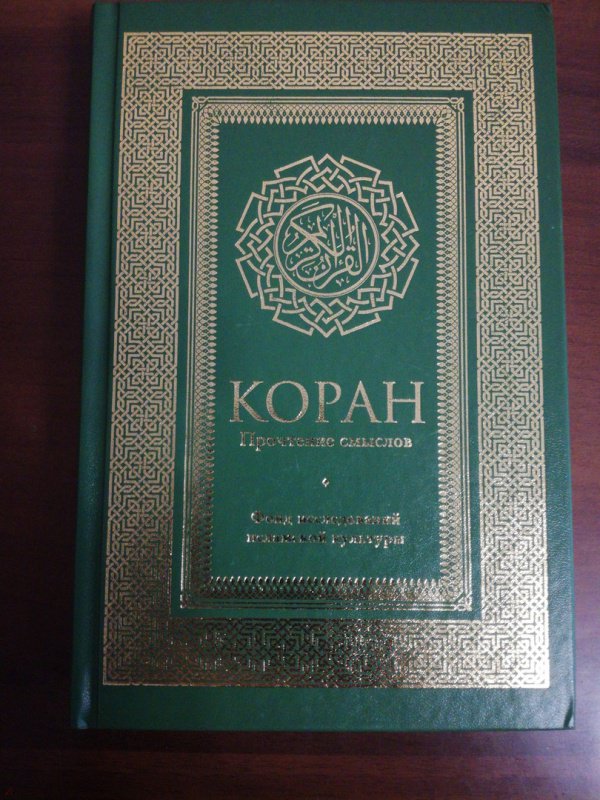 القرآن الكريم
КОРАН
Прочтение смыслов
Фонд исследований
исламской культуры